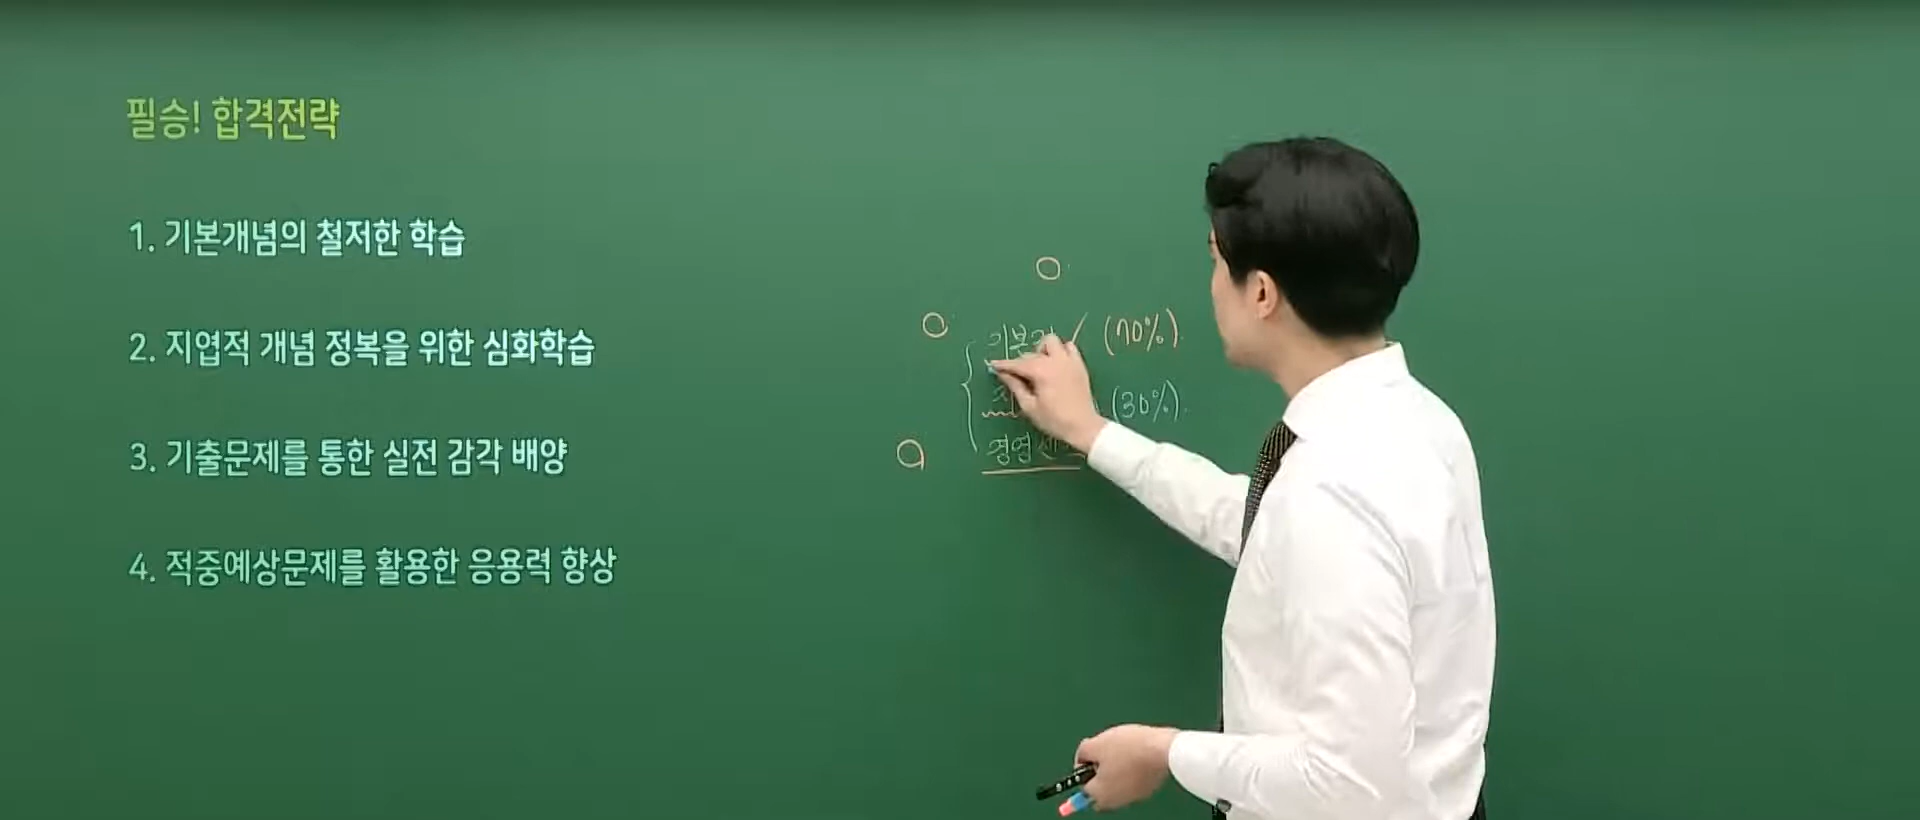 필승! 합격전략
1. 기본개념의 철저한 학습
2. 지엽적 개념 정복을 위한 심화학습
3. 기출문제를 통한 실전 감각 배양
4. 적중예상문제를 활용한 응용력 향상
(70%)
(30%)